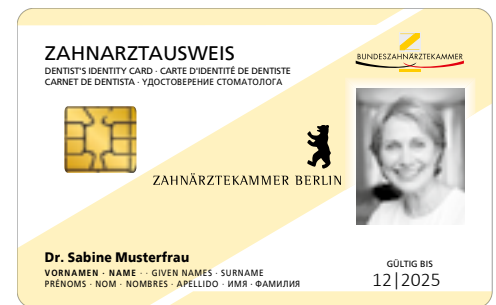 ZAHNARZTAUSWEIS
DENTIST'S IDENTITY CARD · CARTE D'IDENTITÉ DE DENTISTE
CARNET DE DENTISTA · УДОСТОВЕРЕНИЕ СТОМАТОЛОГА
BUNDESZAHNÄRZTEKAMMER
ZAHNÄRZTEKAMMER BERLIN
Dr. Sabine Musterfrau
VORNAMEN · NAME · · GIVEN NAMES · SURNAME
PRÉNOMS · NOM · NOMBRES · APELLIDO · ИМЯ · ФАМИЛИЯ
GÜLTIG BIS
12|2025